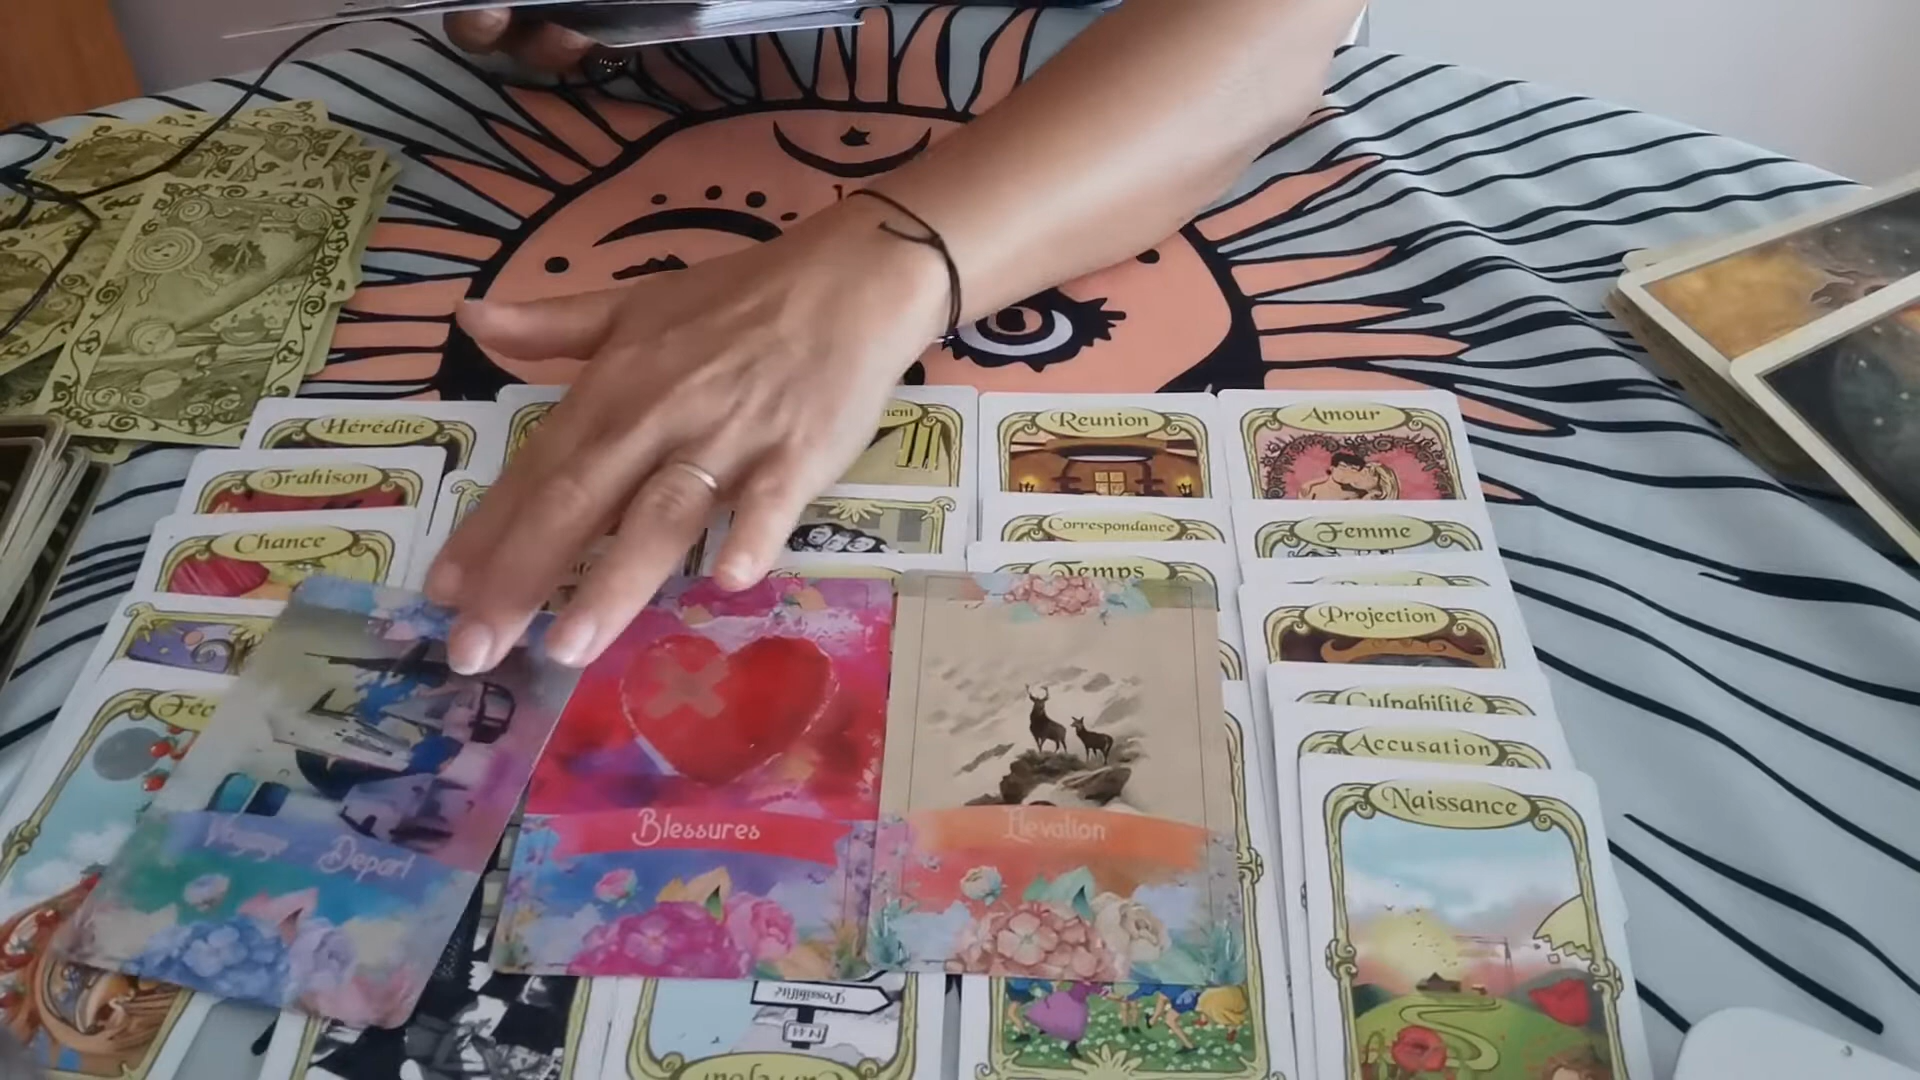 Hérédité
Reunion
Amour
Trahison
Correspondance
Femme
Chance
Temps
Projection
Culpabilité
Accusation
Naissance
Voyage Depart
Blessures
Elevation
Possibilité